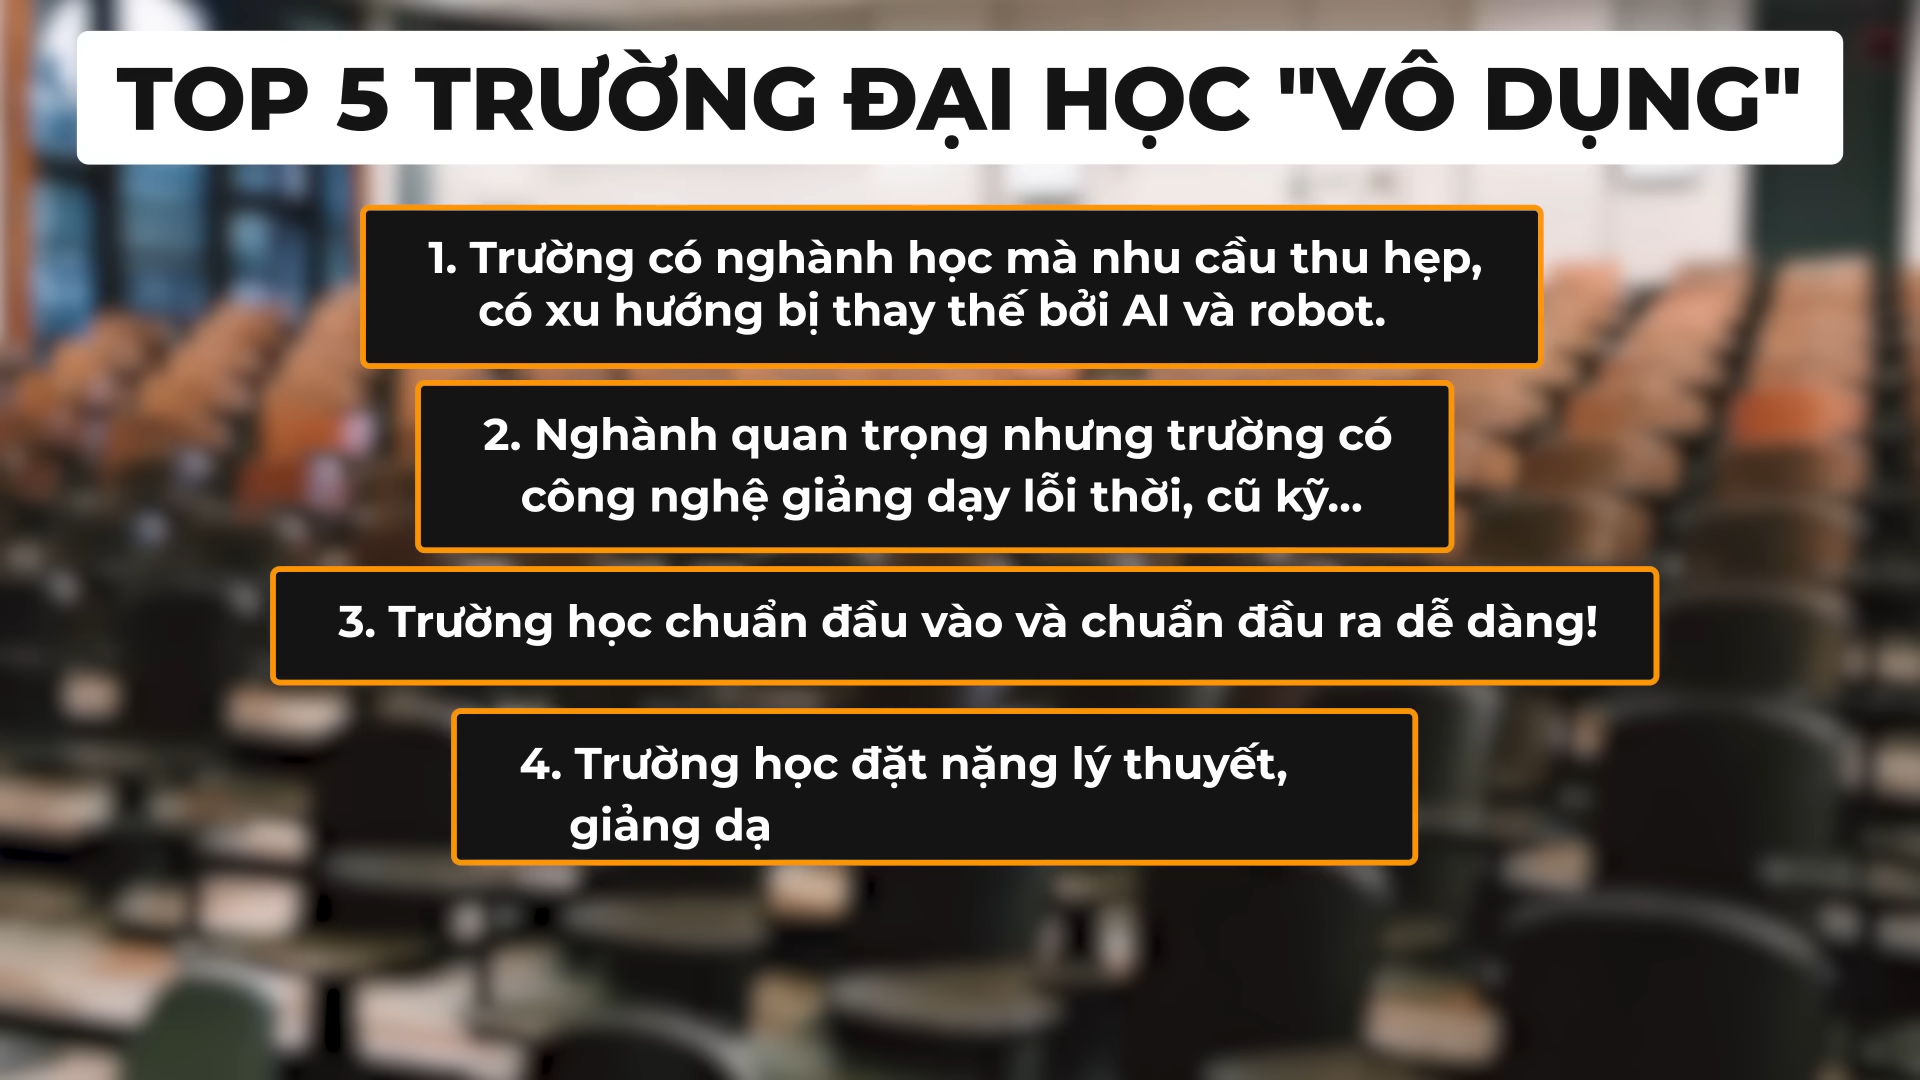 TOP 5 TRƯỜNG ĐẠI HỌC "VÔ DỤNG"
1. Trường có nghành học mà nhu cầu thu hẹp,
có xu hướng bị thay thế bởi AI và robot.
2. Nghành quan trọng nhưng trường có
công nghệ giảng dạy lỗi thời, cũ kỹ...
3. Trường học chuẩn đầu vào và chuẩn đầu ra dễ dàng!
4. Trường học đặt nặng lý thuyết,
giảng dạ